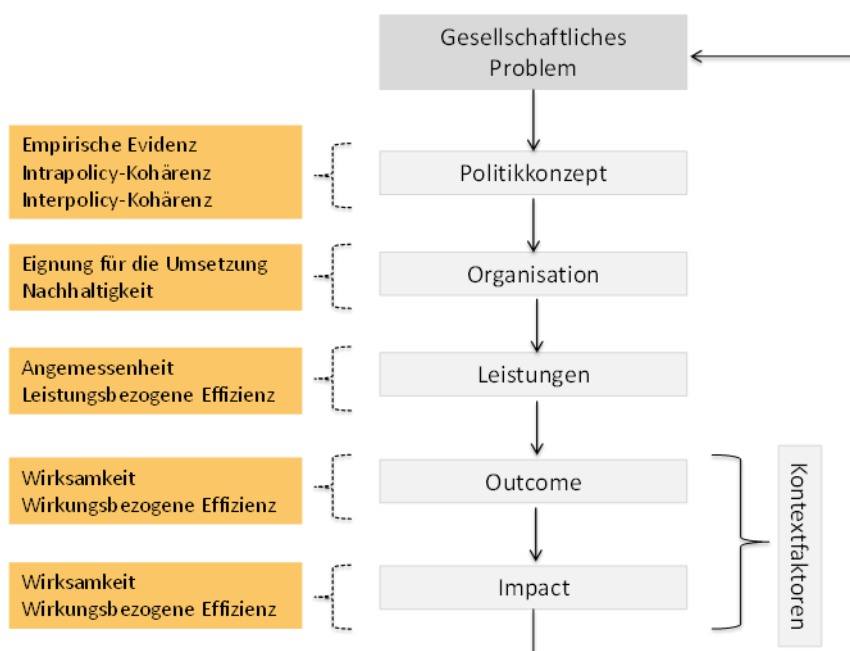 Gesellschaftliches
Problem
Empirische Evidenz
Intrapolicy-Kohärenz
Interpolicy-Kohärenz
Politikkonzept
Eignung für die Umsetzung
Nachhaltigkeit
Organisation
Angemessenheit
Leistungsbezogene Effizienz
Leistungen
Wirksamkeit
Wirkungsbezogene Effizienz
Outcome
Kontextfaktoren
Wirksamkeit
Wirkungsbezogene Effizienz
Impact